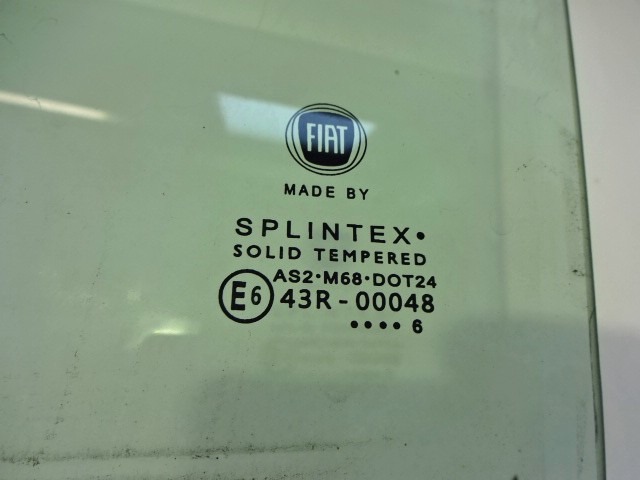 FIAT
MADE BY
SPLINTEX•
SOLID TEMPERED
AS2•M68•DOT24
E6 43R-00048
•••• 6